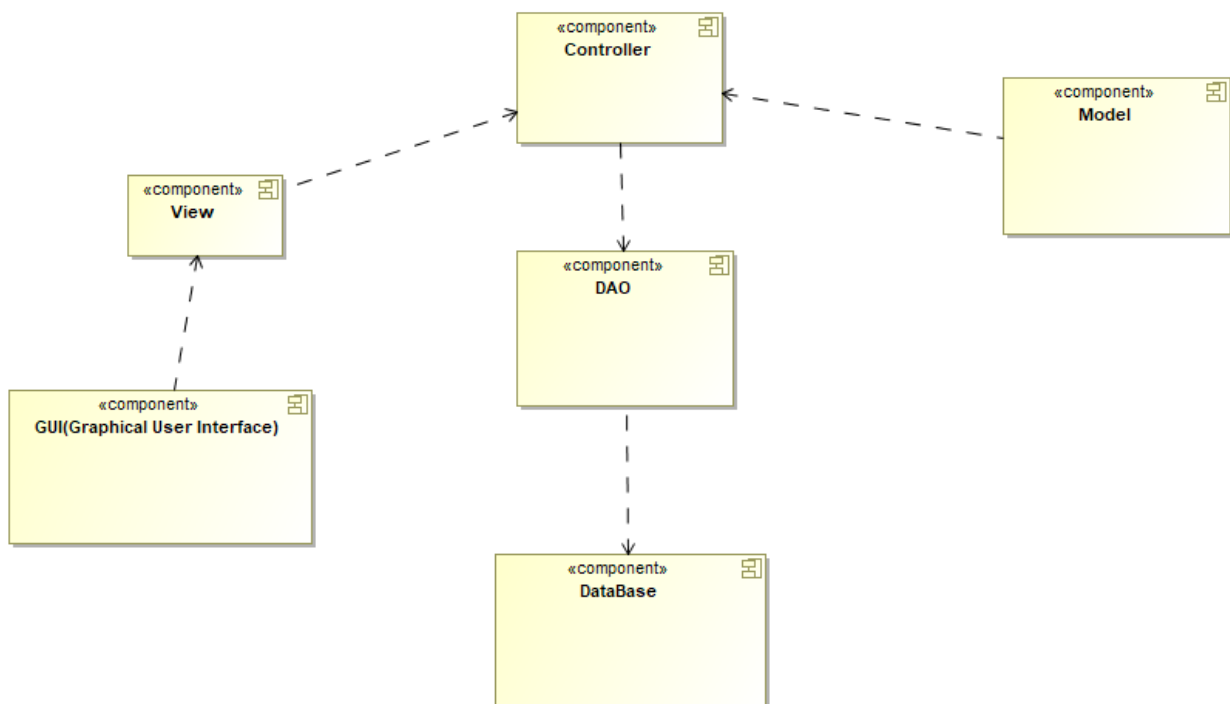 «component»
Controller
«component»
Model
«component»
View
«component»
DAO
«component»
GUI(Graphical User Interface)
«component»
DataBase